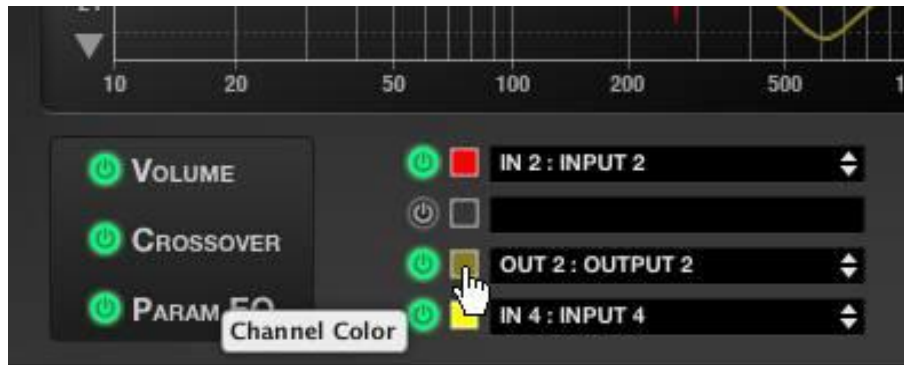 10 20 50 100 200 500
VOLUME IN 2 : INPUT 2
CROSSOVER
OUT 2 : OUTPUT 2
PARAM EQ IN 4 : INPUT 4
Channel Color